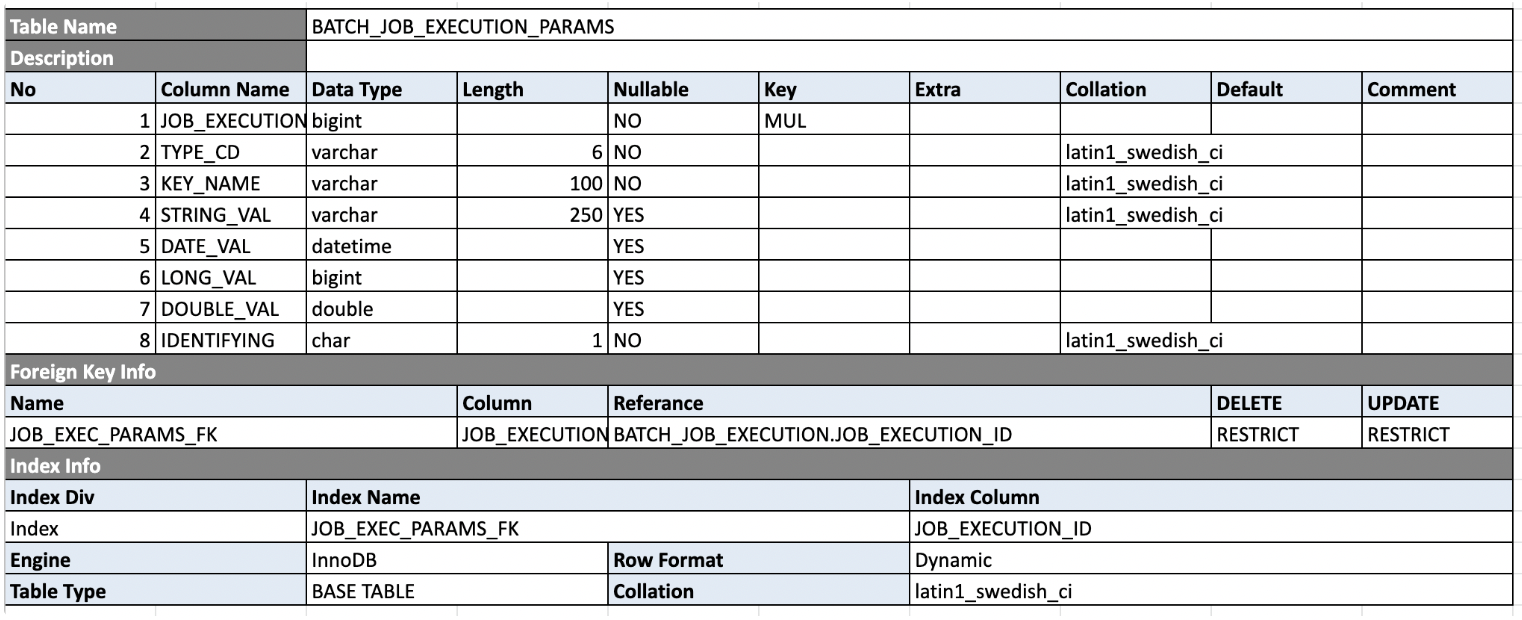 Table Name BATCH_JOB_EXECUTION_PARAMS
Description
No Column Name Data Type Length Nullable Key Extra Collation Default Comment
1 JOB_EXECUTION bigint NO MUL
2 TYPE_CD varchar 6 NO latin1_swedish_ci
3 KEY_NAME varchar 100 NO latin1_swedish_ci
4 STRING_VAL varchar 250 YES latin1_swedish_ci
5 DATE_VAL datetime YES
6 LONG_VAL bigint YES
7 DOUBLE_VAL double YES
8 IDENTIFYING char 1 NO latin1_swedish_ci
Foreign Key Info
Name Column Referance DELETE UPDATE
JOB_EXEC_PARAMS_FK JOB_EXECUTION BATCH_JOB_EXECUTION.JOB_EXECUTION_ID RESTRICT RESTRICT
Index Info
Index Div Index Name Index Column
Index JOB_EXEC_PARAMS_FK JOB_EXECUTION_ID
Engine InnoDB Row Format Dynamic
Table Type BASE TABLE Collation latin1_swedish_ci